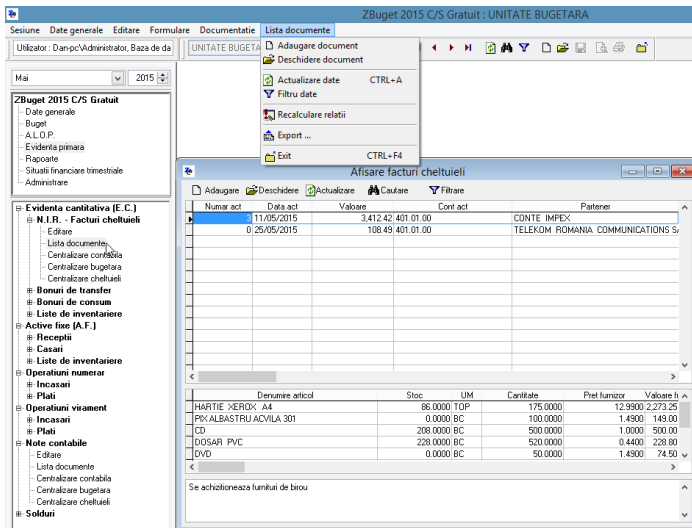 ZBuget 2015 C/S Gratuit : UNITATE BUGETARA
Sesiune Date generale Editare Formulare Documentatie Lista documente
Utilizator : Dan-pc\Administrator, Baza de da UNITATE BUGETA
Adaugare document
Deschidere document
Actualizare date CTRL+A
Filtru date
Recalculare relatii
Export ...
Exit CTRL+F4
Mai 2015
ZBuget 2015 C/S Gratuit
Date generale
Buget
A.L.O.P.
Evidenta primara
Rapoarte
Situatii financiare trimestriale
Administrare
Evidenta cantitativa (E.C.)
N.I.R. - Facturi cheltuieli
Editare
Lista documente
Centralizare contabila
Centralizare bugetara
Centralizare cheltuieli
Bonuri de transfer
Bonuri de consum
Liste de inventariere
Active fixe (A.F.)
Receptii
Casari
Liste de inventariere
Operatiuni numerar
Incasari
Plati
Operatiuni virament
Incasari
Plati
Note contabile
Editare
Lista documente
Centralizare contabila
Centralizare bugetara
Centralizare cheltuieli
Solduri
Afisare facturi cheltuieli
Adaugare Deschidere Actualizare Cautare Filtrare
Numar act Data act Valoare Cont act Partener
3 11/05/2015 3,412.42 401.01.00 CONTE IMPEX
0 25/05/2015 108.49 401.01.00 TELEKOM ROMANIA COMMUNICATIONS SA
Denumire articol Stoc UM Cantitate Pret furnizor Valoare fu
HARTIE XEROX A4 86.0000 TOP 175.0000 12.9900 2,273.25
PIX ALBASTRU ACVILA 301 0.0000 BC 100.0000 1.4900 149.00
CD 208.0000 BC 500.0000 1.0000 500.00
DOSAR PVC 228.0000 BC 520.0000 0.4400 228.80
DVD 0.0000 BC 50.0000 1.4900 74.50
Se achizitioneaza furnituri de birou